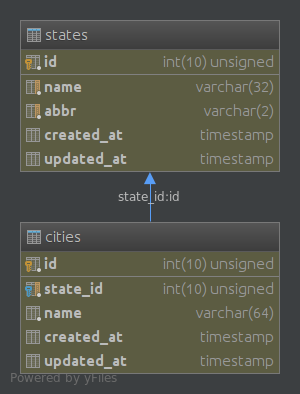 states
id int(10) unsigned
name varchar(32)
abbr varchar(2)
created_at timestamp
updated_at timestamp
state_id:id
cities
id int(10) unsigned
state_id int(10) unsigned
name varchar(64)
created_at timestamp
updated_at timestamp
Powered by yFiles